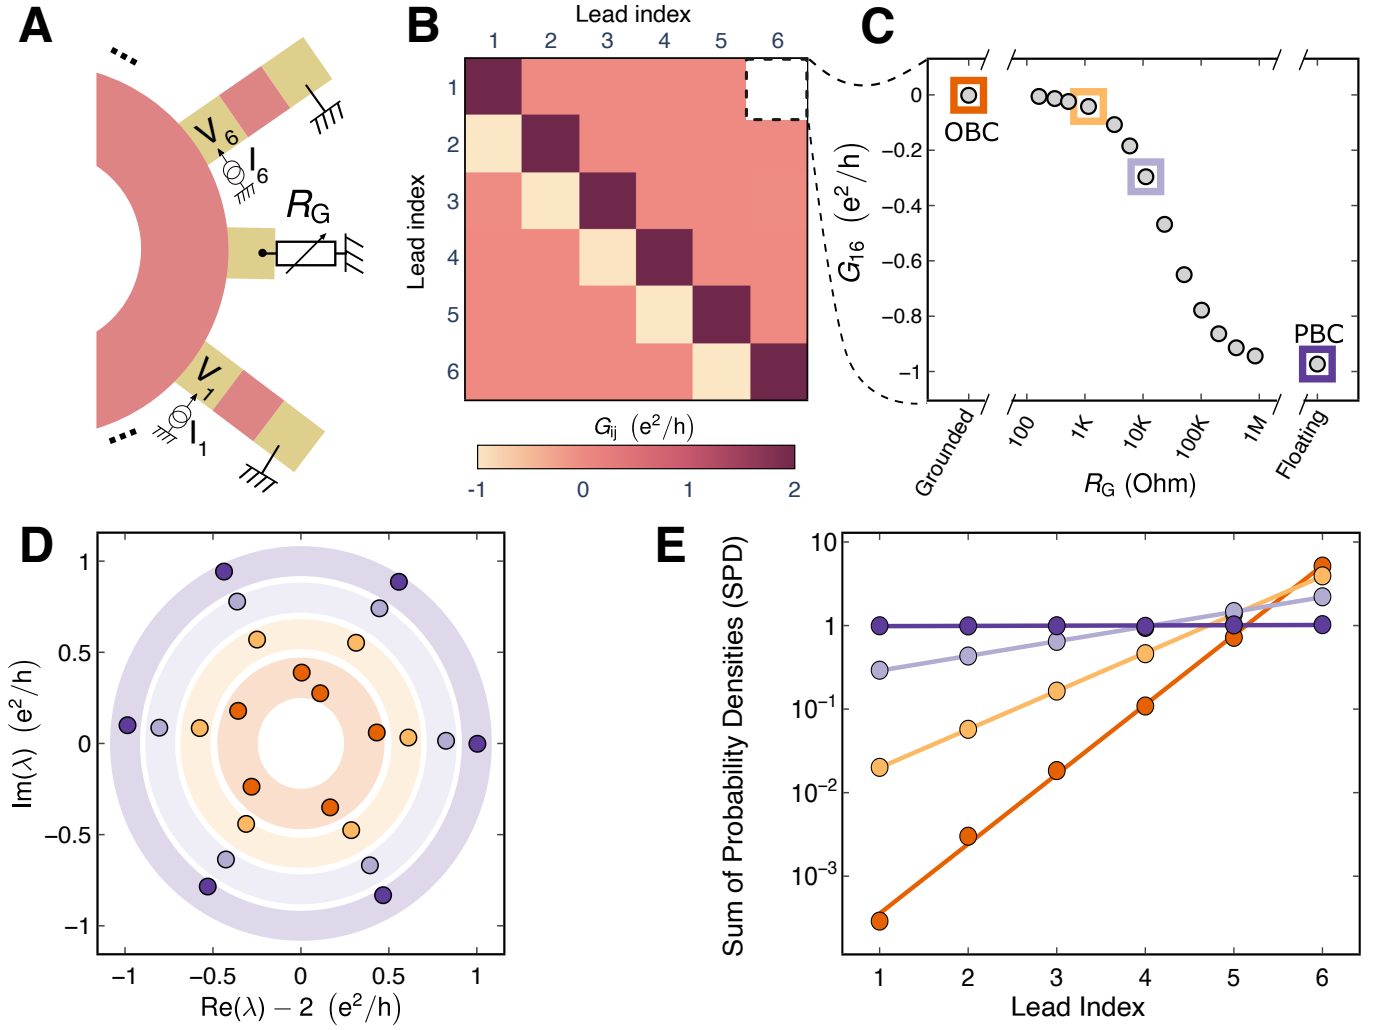 A
V6
I6
RG
V1
I1
B
Lead index
1 2 3 4 5 6
Lead index
1
2
3
4
5
6
Gij (e²/h)
-1 0 1 2
C
G16 (e²/h)
0
−0.2
−0.4
−0.6
−0.8
−1
OBC
PBC
Grounded 100 1K 10K 100K 1M Floating
RG (Ohm)
D
Im(λ) (e²/h)
1
0.5
0
−0.5
−1
−1 −0.5 0 0.5 1
Re(λ) − 2 (e²/h)
E
Sum of Probability Densities (SPD)
10
1
10⁻¹
10⁻²
10⁻³
1 2 3 4 5 6
Lead Index